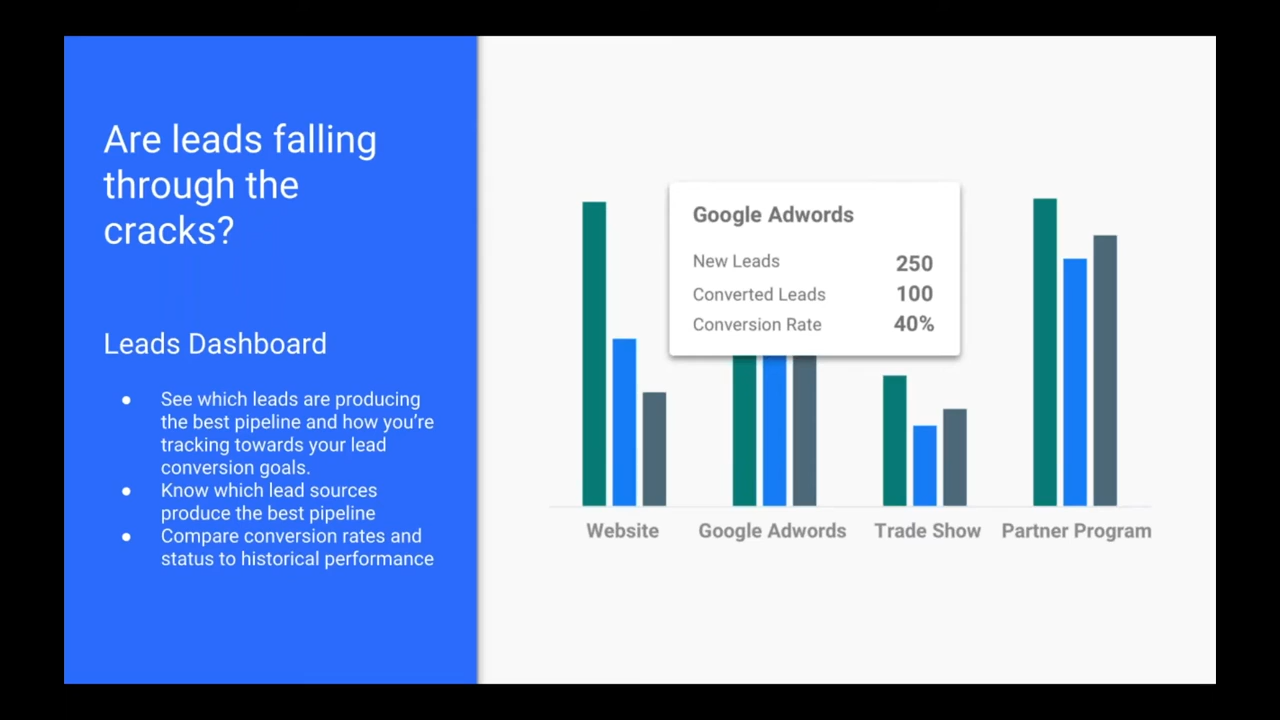 Are leads falling
through the
cracks?
Leads Dashboard
● See which leads are producing
the best pipeline and how you're
tracking towards your lead
conversion goals.
● Know which lead sources
produce the best pipeline
● Compare conversion rates and
status to historical performance
Google Adwords
New Leads 250
Converted Leads 100
Conversion Rate 40%
Website Google Adwords Trade Show Partner Program